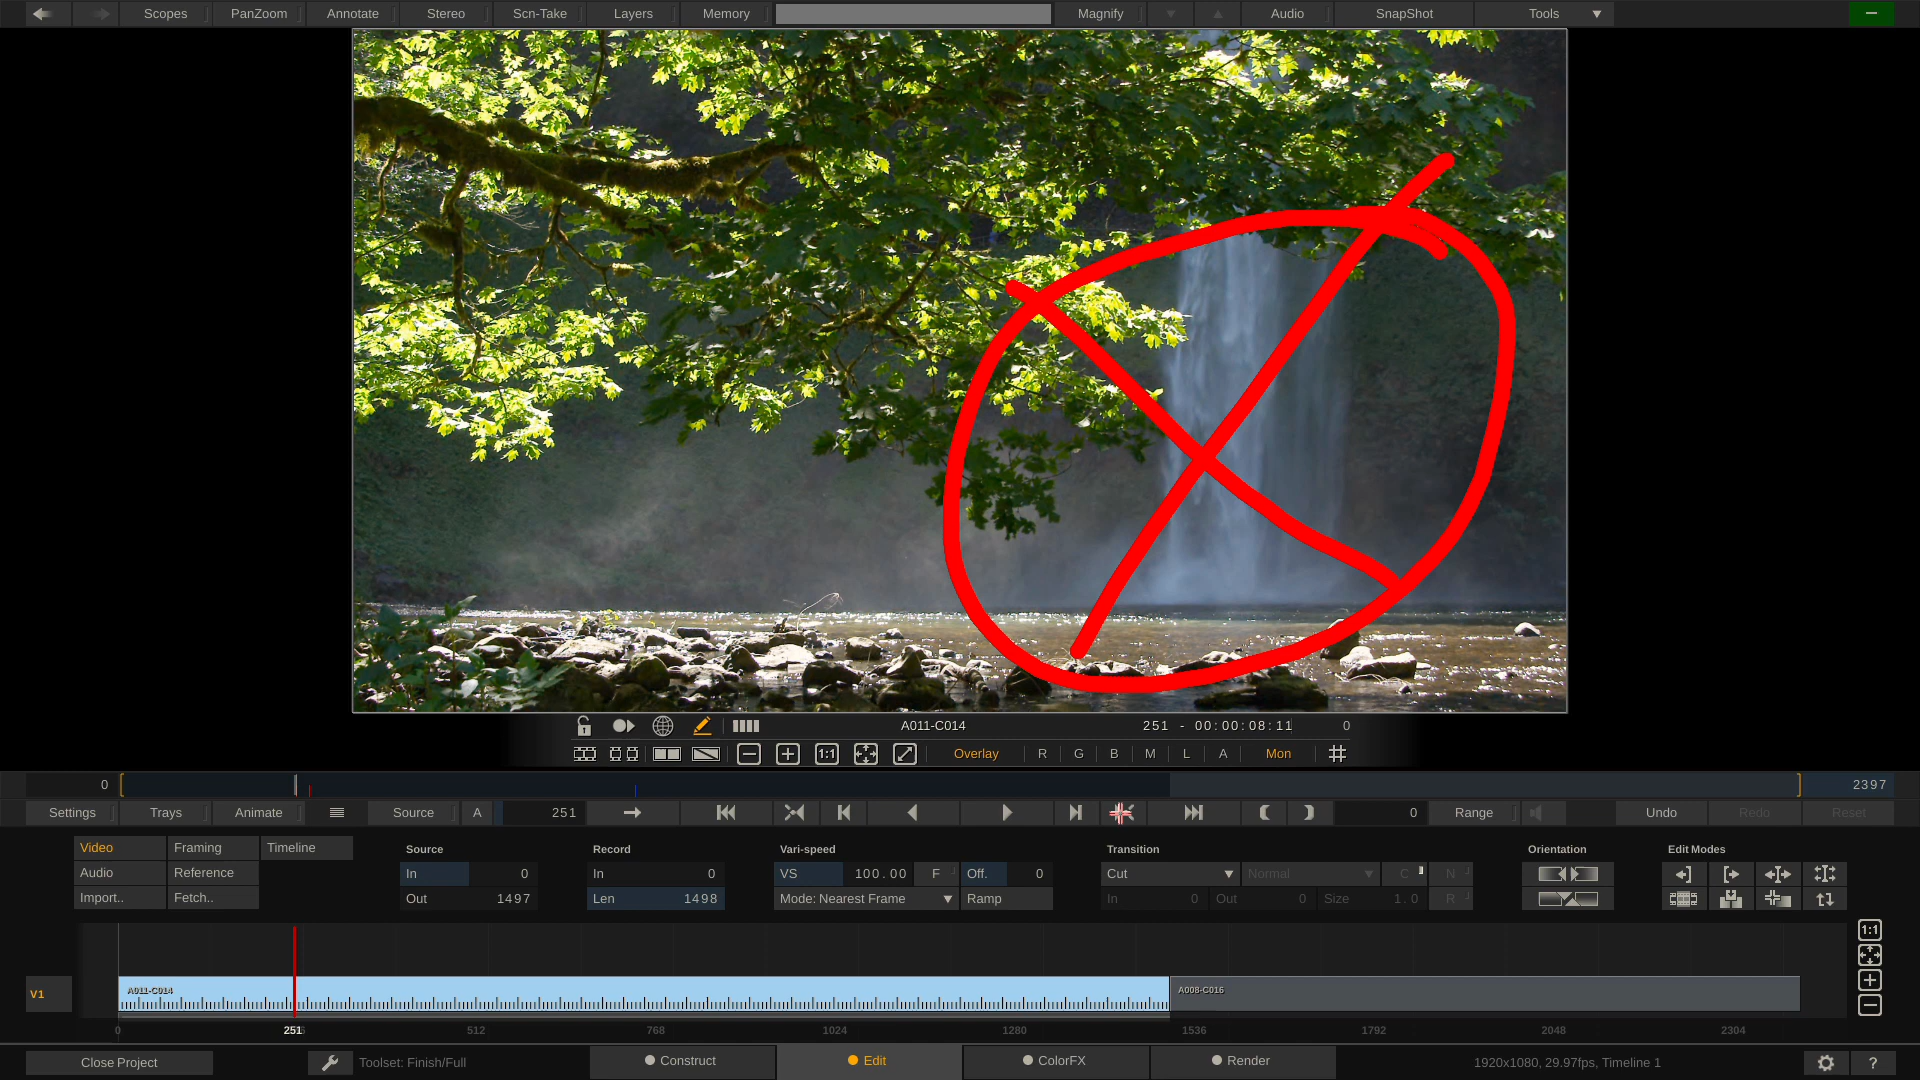 Scopes PanZoom Annotate Stereo Scn-Take Layers Memory Magnify Audio SnapShot Tools
A011-C014 251 - 00:00:08:11 0
1:1 Overlay R G B M L A Mon
0 2397
Settings Trays Animate Source A 251 0 Range Undo Redo Reset
Video Framing Timeline Source Record Vari-speed Transition Orientation Edit Modes
Audio Reference In 0 In 0 VS 100.00 F Off. 0 Cut Normal C N
Import.. Fetch.. Out 1497 Len 1498 Mode: Nearest Frame Ramp In 0 Out 0 Size 1.0 R
1:1
V1 A011-C014 A008-C016
0 251 512 768 1024 1280 1536 1792 2048 2304
Close Project Toolset: Finish/Full Construct Edit ColorFX Render 1920x1080, 29.97fps, Timeline 1 ?